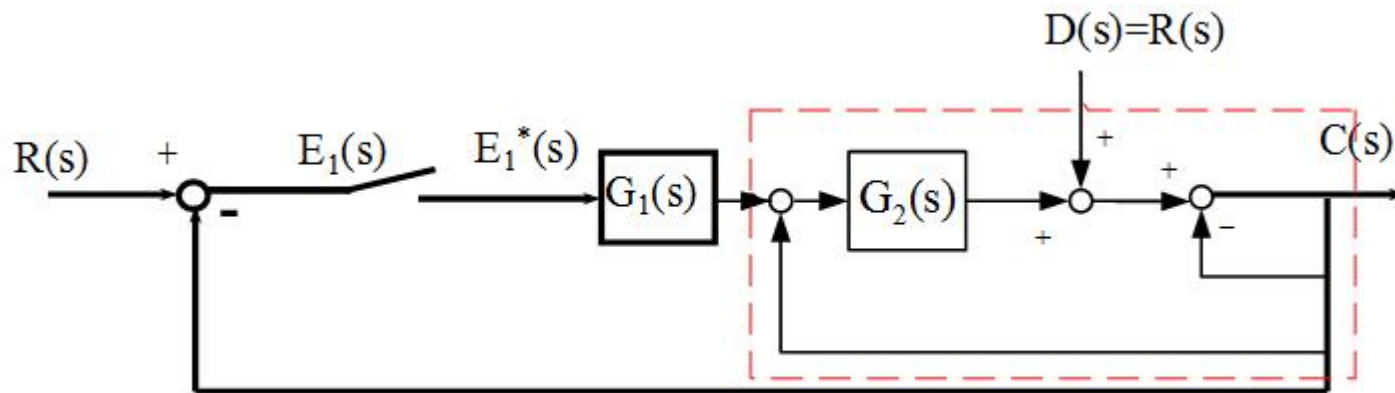 D(s)=R(s)
R(s) + E₁(s) E₁*(s) + + C(s)
G₁(s) G₂(s)
- + −